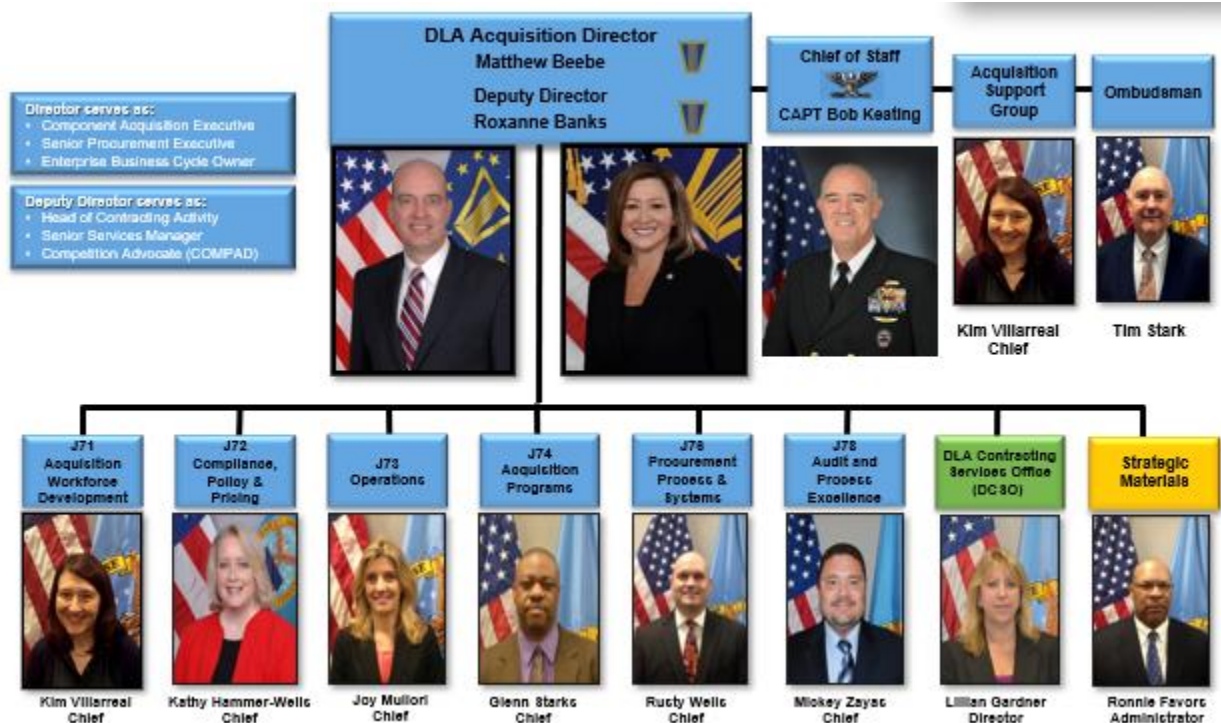 DLA Acquisition Director
Matthew Beebe
Deputy Director
Roxanne Banks
Chief of Staff
CAPT Bob Keating
Acquisition
Support
Group
Ombudsman
Director serves as:
• Component Acquisition Executive
• Senior Procurement Executive
• Enterprise Business Cycle Owner
Deputy Director serves as:
• Head of Contracting Activity
• Senior Services Manager
• Competition Advocate (COMPAD)
Kim Villarreal
Chief
Tim Stark
J71
Acquisition
Workforce
Development
J72
Compliance,
Policy &
Pricing
J73
Operations
J74
Acquisition
Programs
J76
Procurement
Process &
Systems
J78
Audit and
Process
Excellence
DLA Contracting
Services Office
(DCSO)
Strategic
Materials
Kim Villarreal
Chief
Kathy Hammer-Wells
Chief
Joy Mullori
Chief
Glenn Starks
Chief
Rusty Wells
Chief
Mickey Zayas
Chief
Lillian Gardner
Director
Ronnie Favors
Administrator